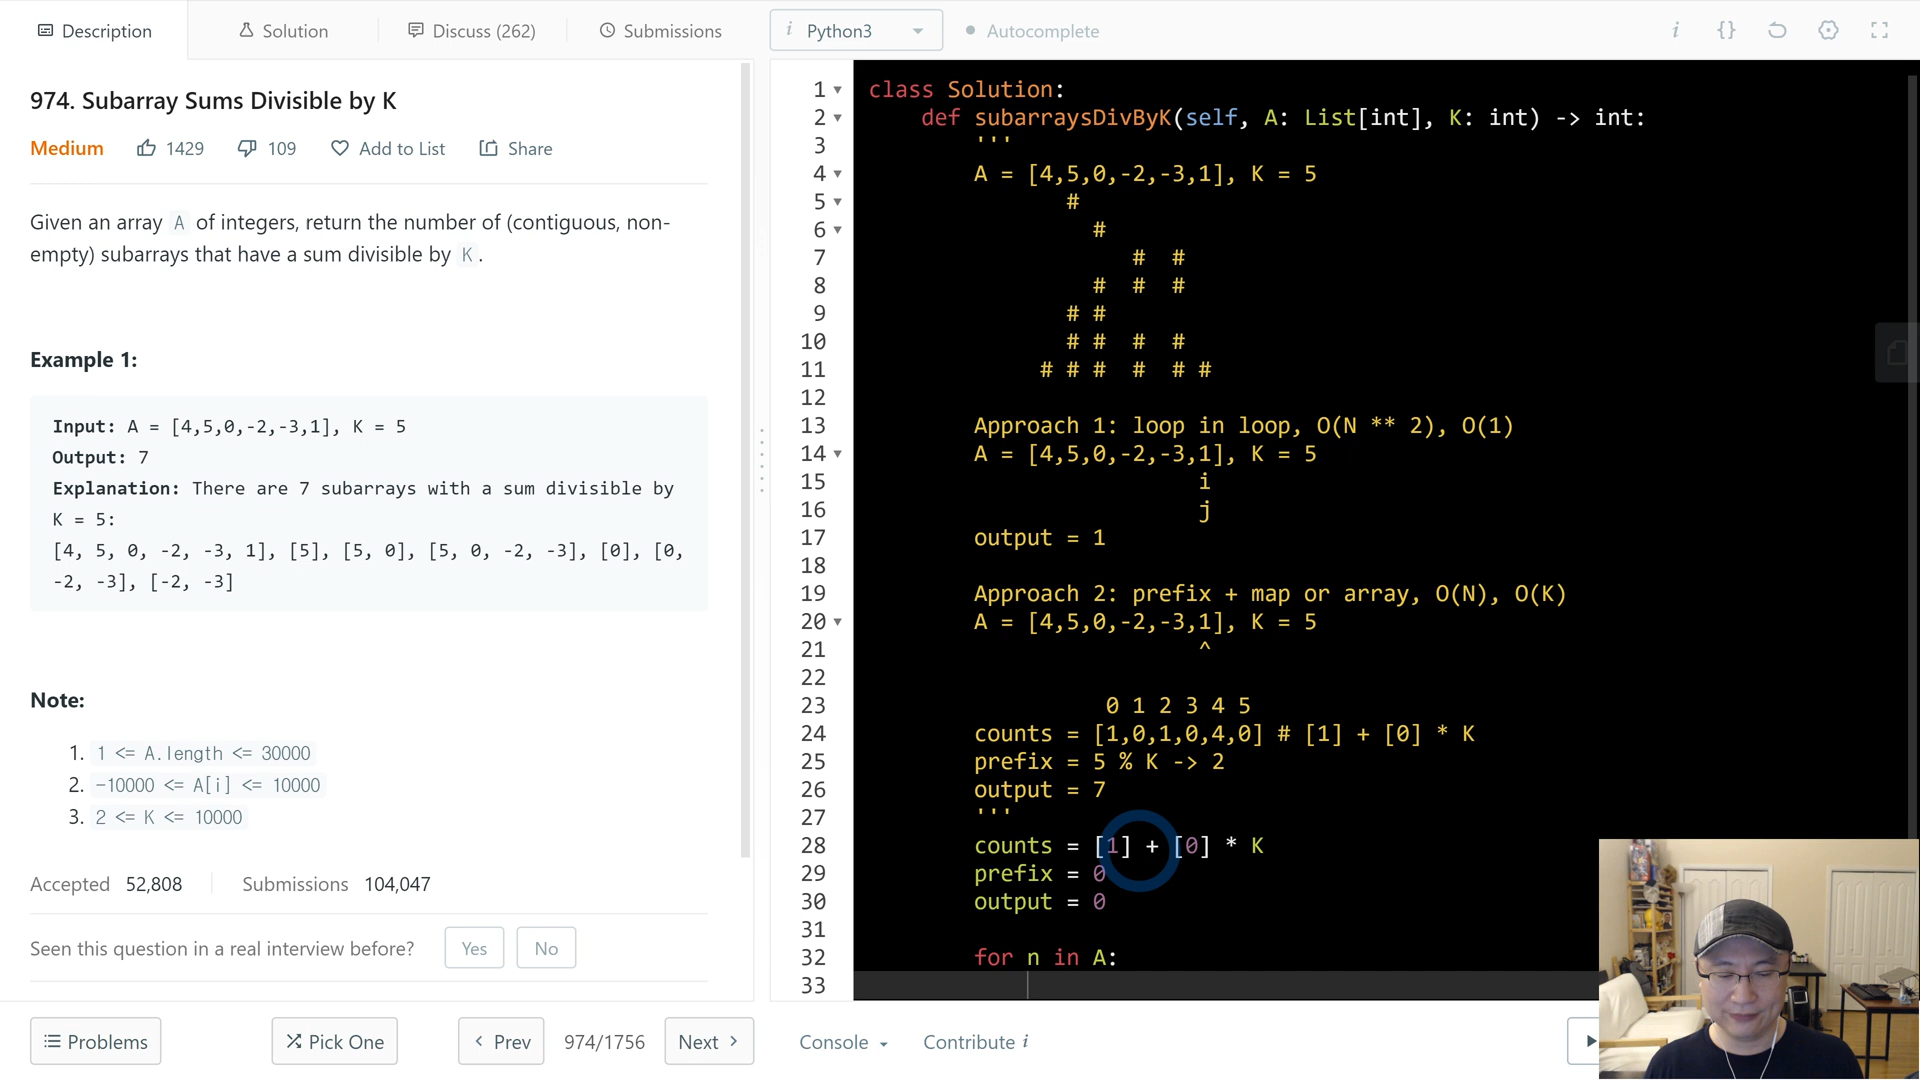 Description
Solution
Discuss (262)
Submissions
i Python3
Autocomplete
i {}
974. Subarray Sums Divisible by K
Medium 1429 109 Add to List Share
Given an array A of integers, return the number of (contiguous, non-
empty) subarrays that have a sum divisible by K.
Example 1:
Input: A = [4,5,0,-2,-3,1], K = 5
Output: 7
Explanation: There are 7 subarrays with a sum divisible by
K = 5:
[4, 5, 0, -2, -3, 1], [5], [5, 0], [5, 0, -2, -3], [0], [0,
-2, -3], [-2, -3]
Note:
1. 1 <= A.length <= 30000
2. -10000 <= A[i] <= 10000
3. 2 <= K <= 10000
Accepted 52,808 Submissions 104,047
Seen this question in a real interview before? Yes No
Problems
Pick One
Prev
974/1756
Next
1 class Solution:
2 def subarraysDivByK(self, A: List[int], K: int) -> int:
3 '''
4 A = [4,5,0,-2,-3,1], K = 5
5 #
6 #
7 # #
8 # # #
9 # #
10 # # # #
11 # # # # # #
12
13 Approach 1: loop in loop, O(N ** 2), O(1)
14 A = [4,5,0,-2,-3,1], K = 5
15 i
16 j
17 output = 1
18
19 Approach 2: prefix + map or array, O(N), O(K)
20 A = [4,5,0,-2,-3,1], K = 5
21 ^
22
23 0 1 2 3 4 5
24 counts = [1,0,1,0,4,0] # [1] + [0] * K
25 prefix = 5 % K -> 2
26 output = 7
27 '''
28 counts = [1] + [0] * K
29 prefix = 0
30 output = 0
31
32 for n in A:
33
Console
Contribute i